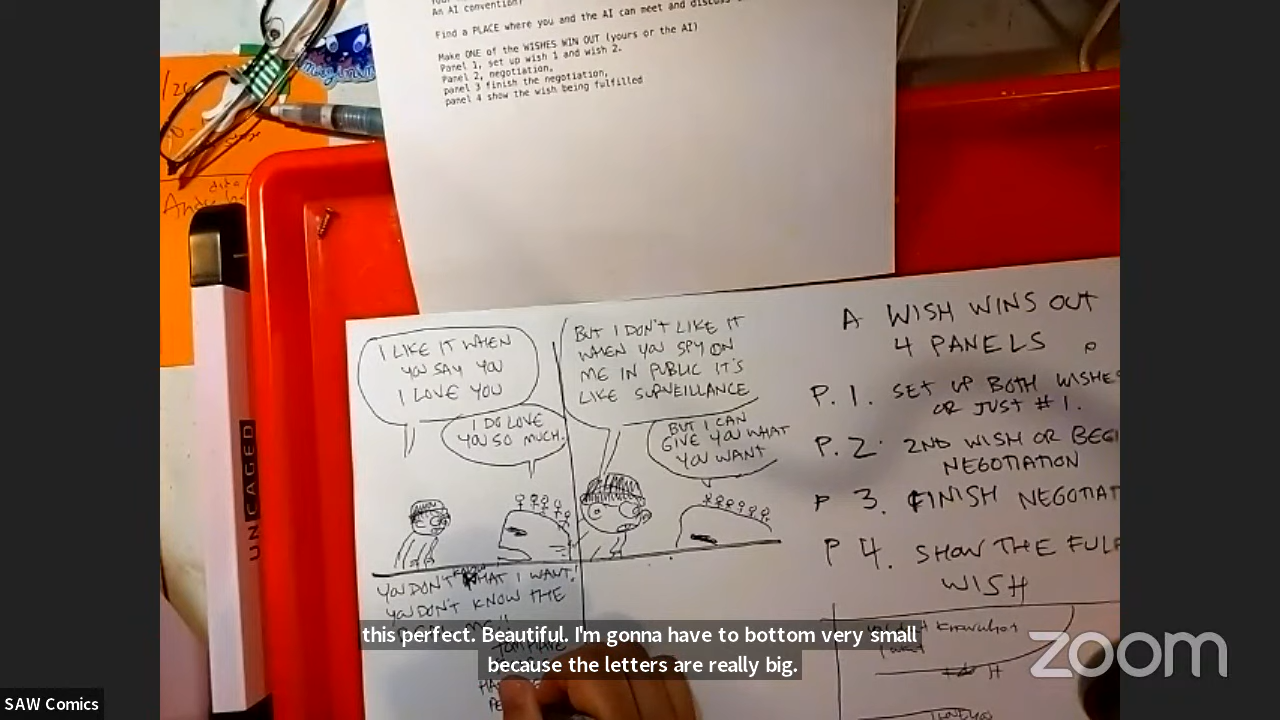 An AI convention?
Find a PLACE where you and the AI can meet and discuss
Make ONE of the WISHES WIN OUT (yours or the AI)
Panel 1, set up wish 1 and wish 2.
Panel 2, negotiation,
panel 3 finish the negotiation,
panel 4 show the wish being fulfilled
UNCAGED
I LIKE IT WHEN
YOU SAY YOU
I LOVE YOU
I DO LOVE
YOU SO MUCH.
BUT I DON'T LIKE IT
WHEN YOU SPY ON
ME IN PUBLIC IT'S
LIKE SURVEILLANCE
BUT I CAN
GIVE YOU WHAT
YOU WANT
YOU DON'T KNOW WHAT I WANT!
YOU DON'T KNOW THE
A WISH WINS OUT
4 PANELS
P. 1. SET UP BOTH WISHES
OR JUST #1.
P. 2. 2ND WISH OR BEGI
NEGOTIATION
P 3. FINISH NEGOTIAT
P 4. SHOW THE FULF
WISH
this perfect. Beautiful. I'm gonna have to bottom very small
because the letters are really big.
zoom
SAW Comics